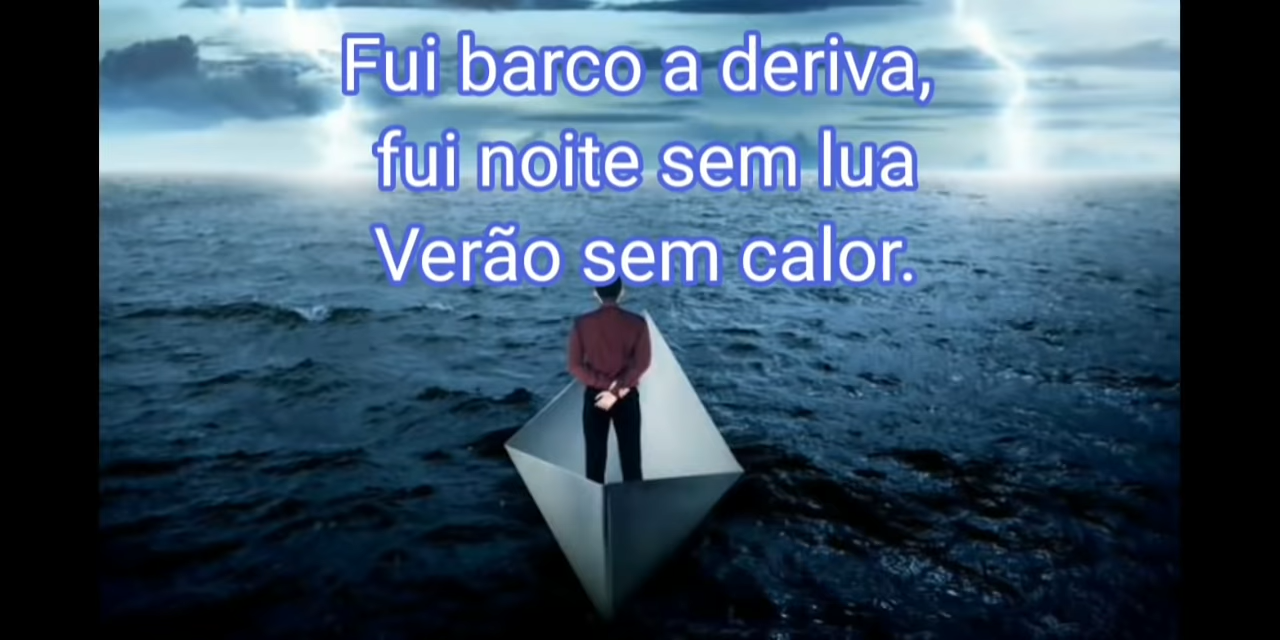 Fui barco a deriva,
fui noite sem lua
Verão sem calor.